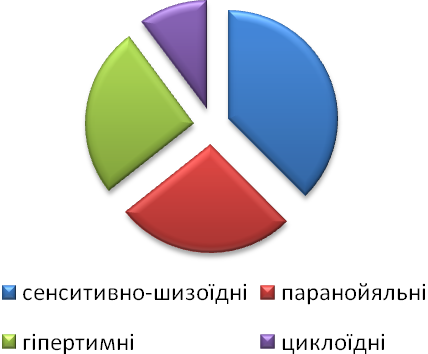 сенситивно-шизоїдні паранойяльні
гіпертимні циклоїдні